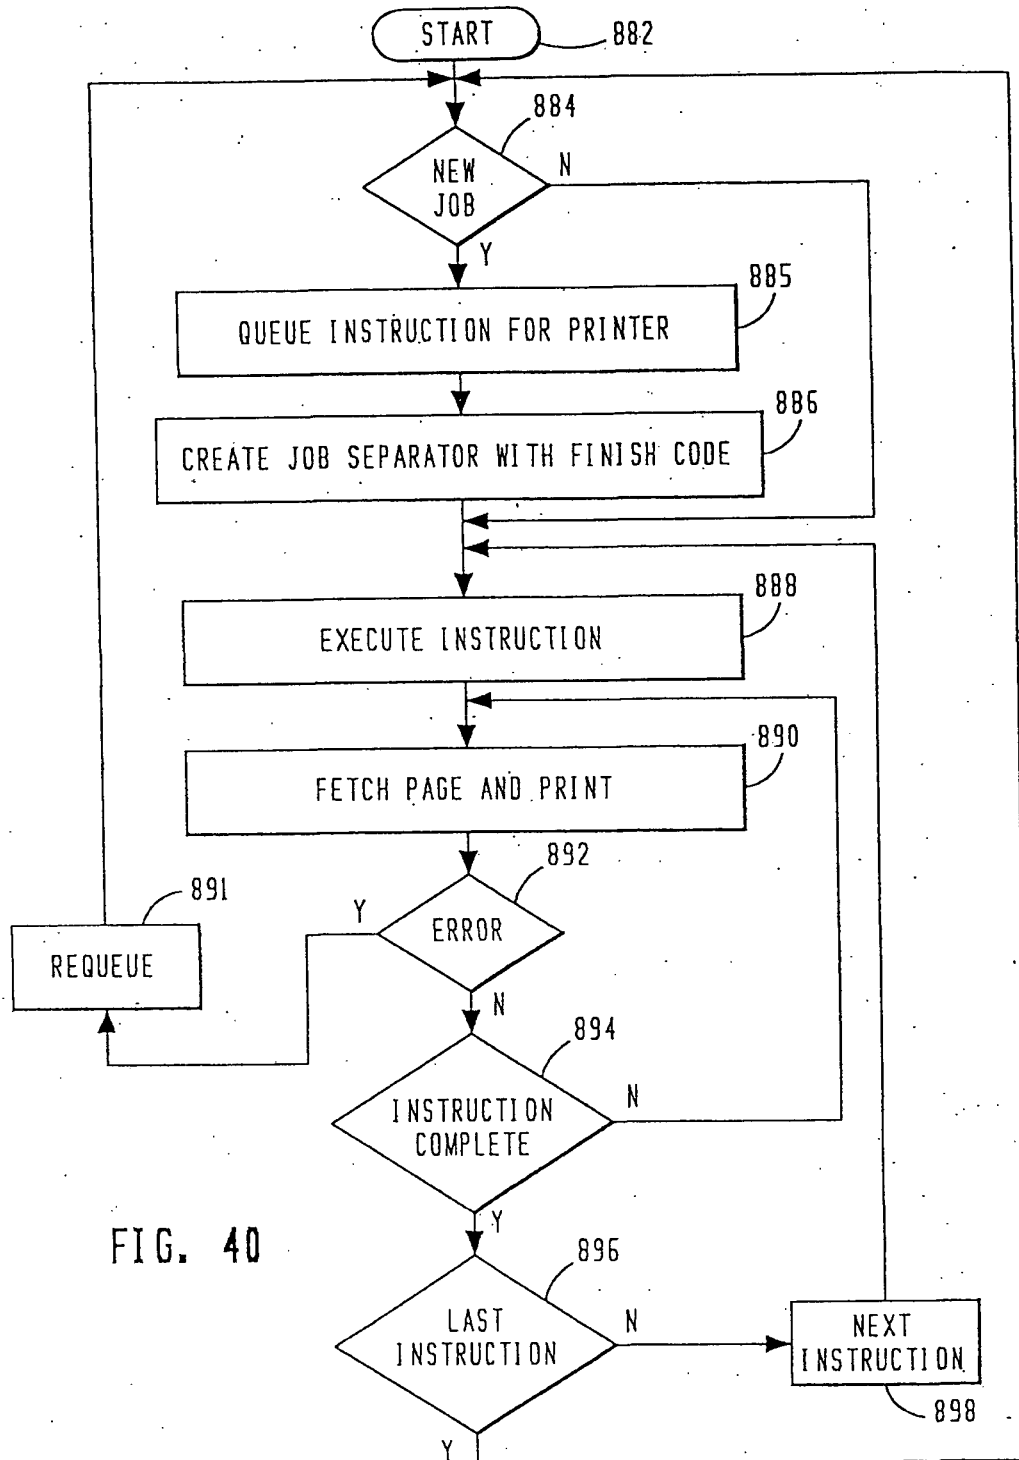 START
882
884
NEW
JOB
N
Y
885
QUEUE INSTRUCTION FOR PRINTER
886
CREATE JOB SEPARATOR WITH FINISH CODE
888
EXECUTE INSTRUCTION
890
FETCH PAGE AND PRINT
892
891
Y
ERROR
REQUEUE
N
894
INSTRUCTION
COMPLETE
N
Y
FIG. 40
896
LAST
INSTRUCTION
N
NEXT
INSTRUCTION
898
Y